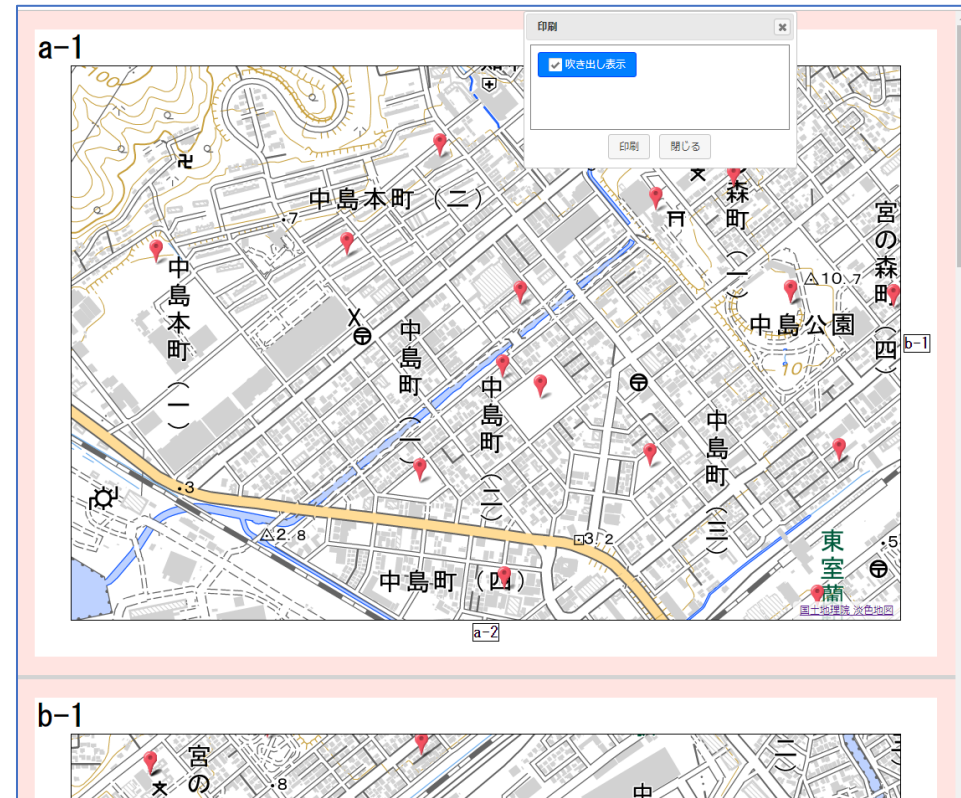 a-1
印刷
吹き出し表示
印刷
閉じる
100
中島本町（二）
森町（一）
宮の森町（四）
・7
中島本町（一）
10.7
中島公園
10
b-1
中島町（一）
中島町（二）
中島町（三）
・3
2.8
3.2
中島町（四）
東室蘭
・5
国土地理院 淡色地図
a-2
b-1
宮の
・8
中